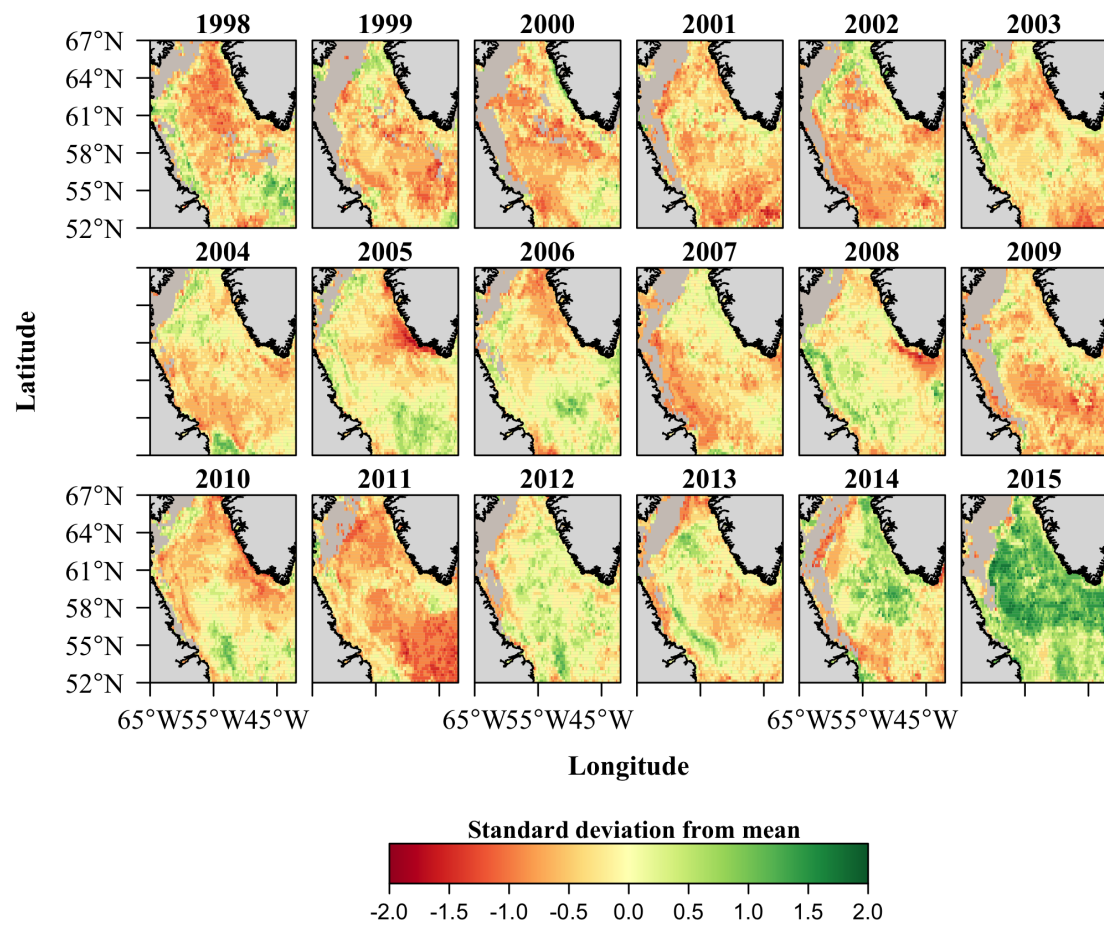 1998 1999 2000 2001 2002 2003
67°N
64°N
61°N
58°N
55°N
52°N
2004 2005 2006 2007 2008 2009
Latitude
2010 2011 2012 2013 2014 2015
67°N
64°N
61°N
58°N
55°N
52°N
65°W55°W45°W 65°W55°W45°W 65°W55°W45°W
Longitude
Standard deviation from mean
-2.0 -1.5 -1.0 -0.5 0.0 0.5 1.0 1.5 2.0